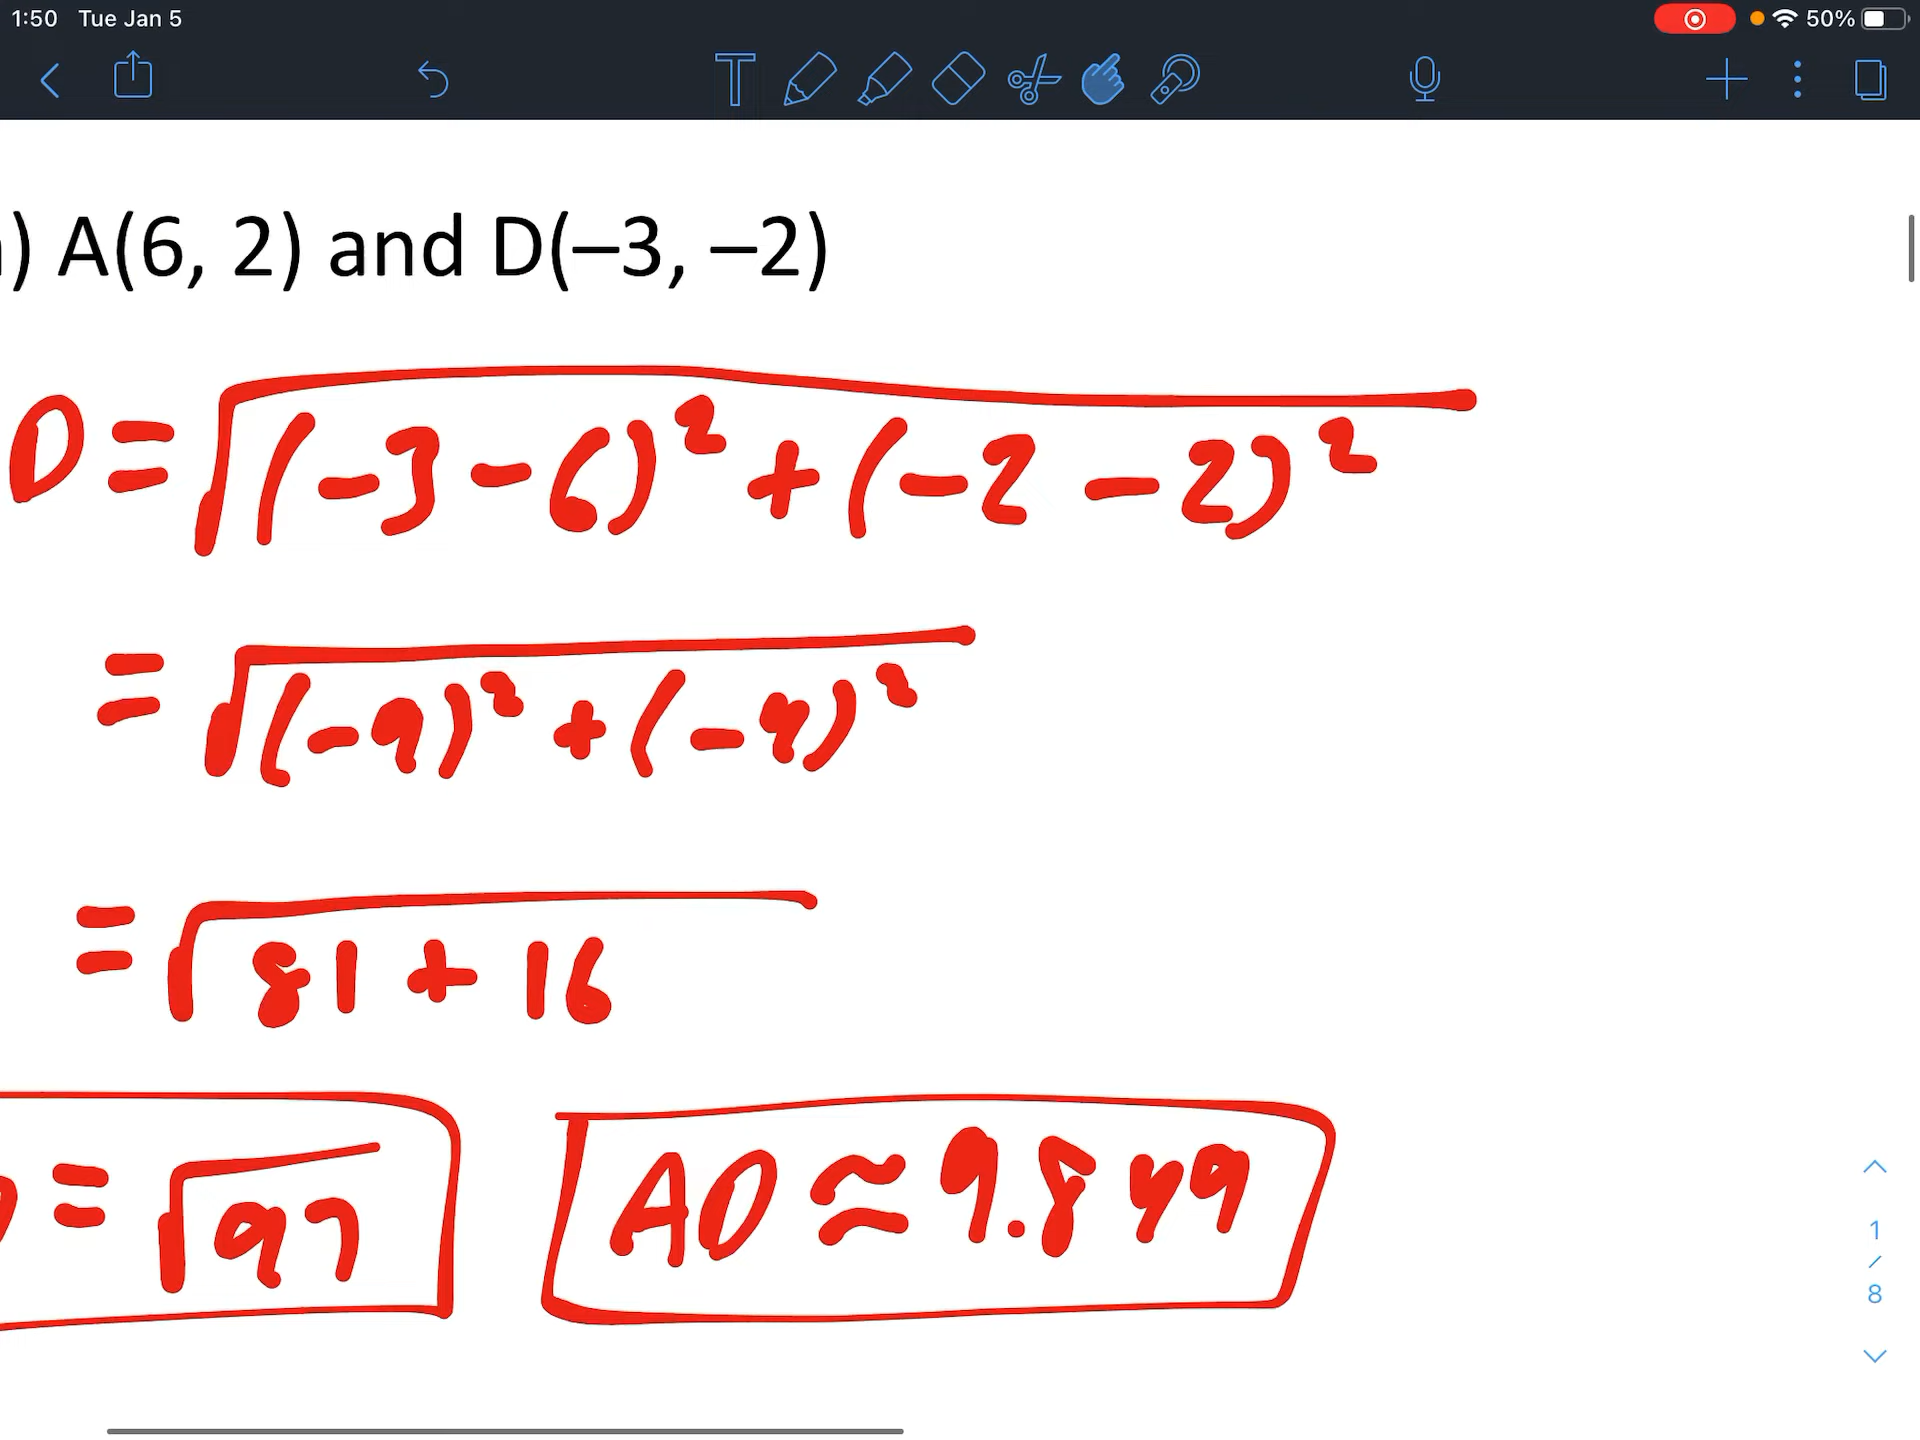 1:50 Tue Jan 5 50%
) A(6, 2) and D(–3, –2)
D = √(-3-6)² + (-2-2)²
= √(-9)² + (-4)²
= √81 + 16
= √97 AD ≈ 9.849
1
/
8